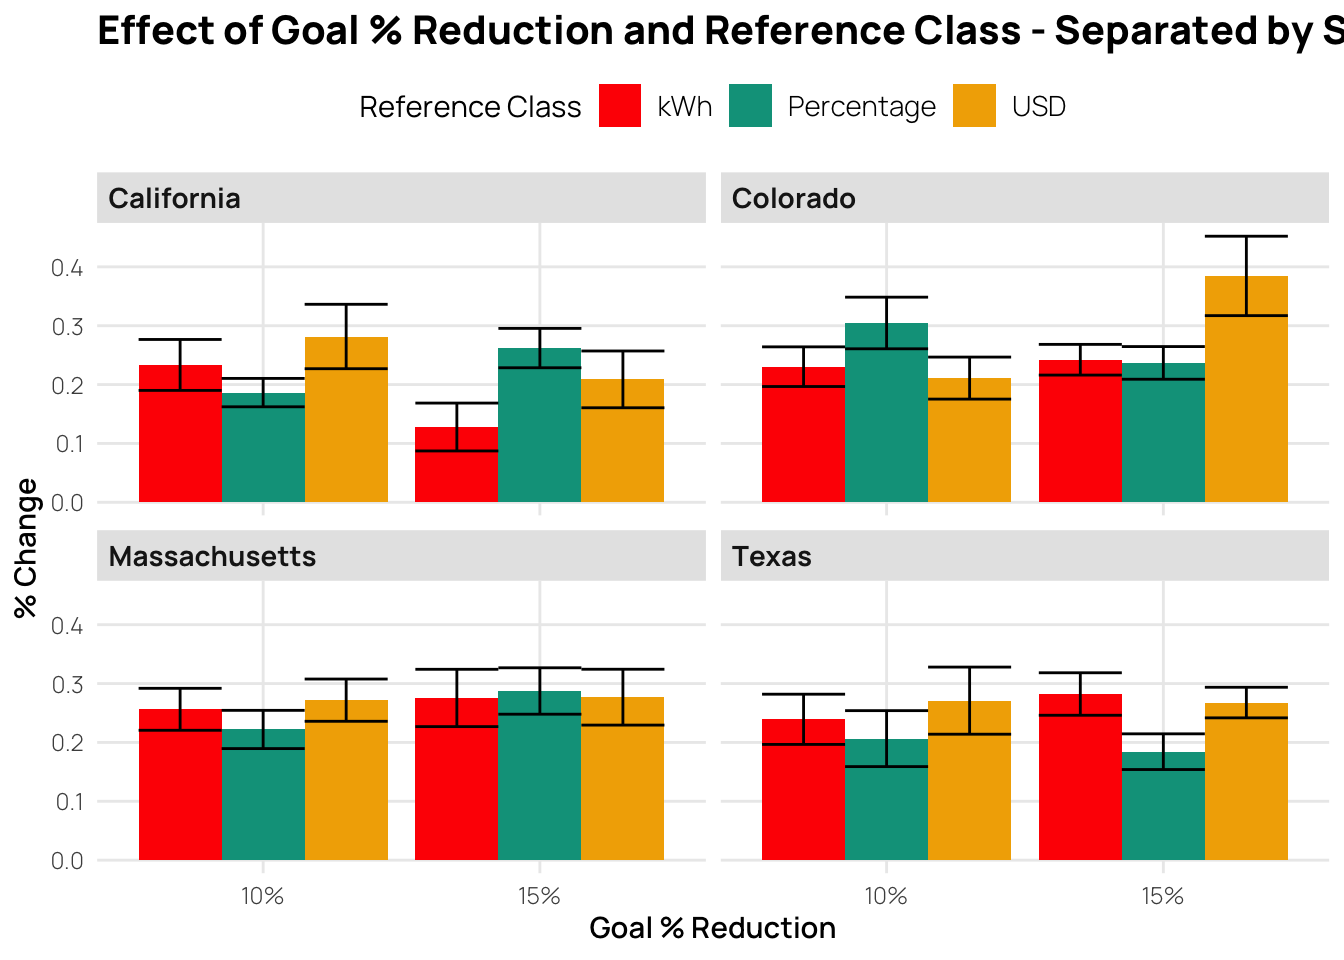 Effect of Goal % Reduction and Reference Class - Separated by S
Reference Class kWh Percentage USD
California Colorado
0.4
0.3
0.2
0.1
0.0
% Change
Massachusetts Texas
0.4
0.3
0.2
0.1
0.0
10% 15% 10% 15%
Goal % Reduction